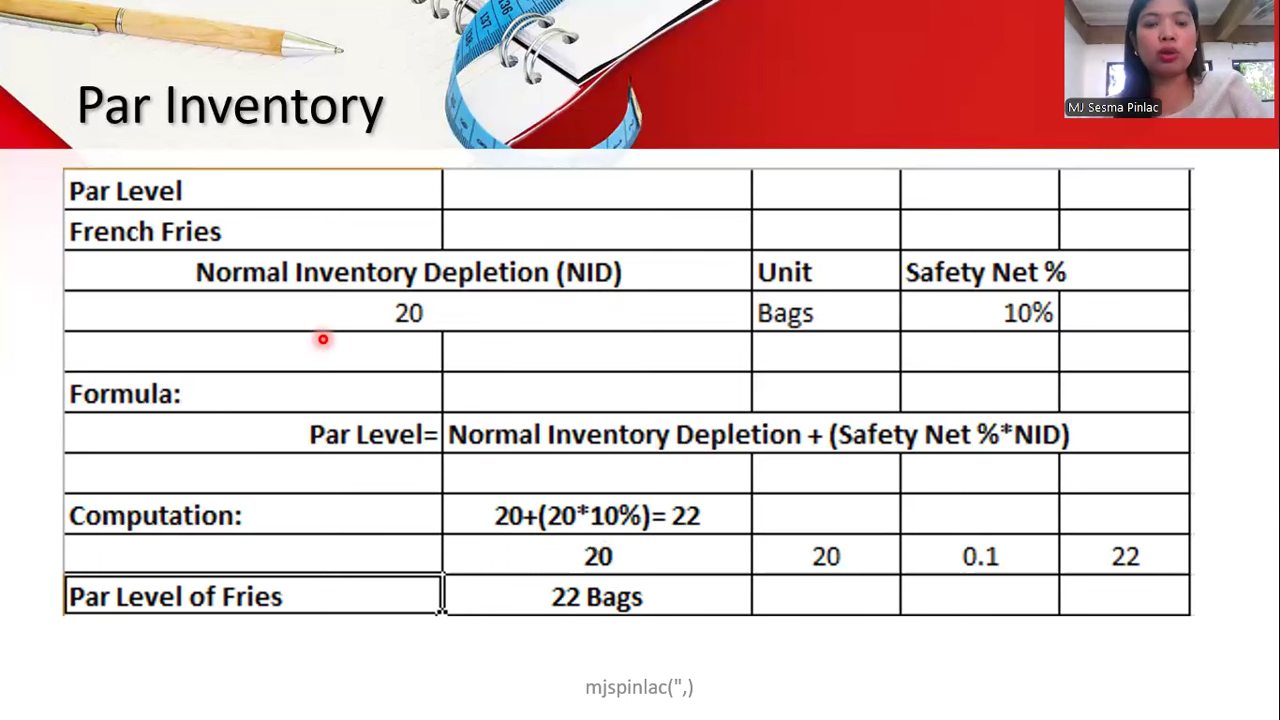 Par Inventory
MJ Sesma Pinlac
Par Level
French Fries
Normal Inventory Depletion (NID) Unit Safety Net %
20 Bags 10%
Formula:
Par Level= Normal Inventory Depletion + (Safety Net %*NID)
Computation: 20+(20*10%)= 22
20 20 0.1 22
Par Level of Fries 22 Bags
mjspinlac(",)
137
136